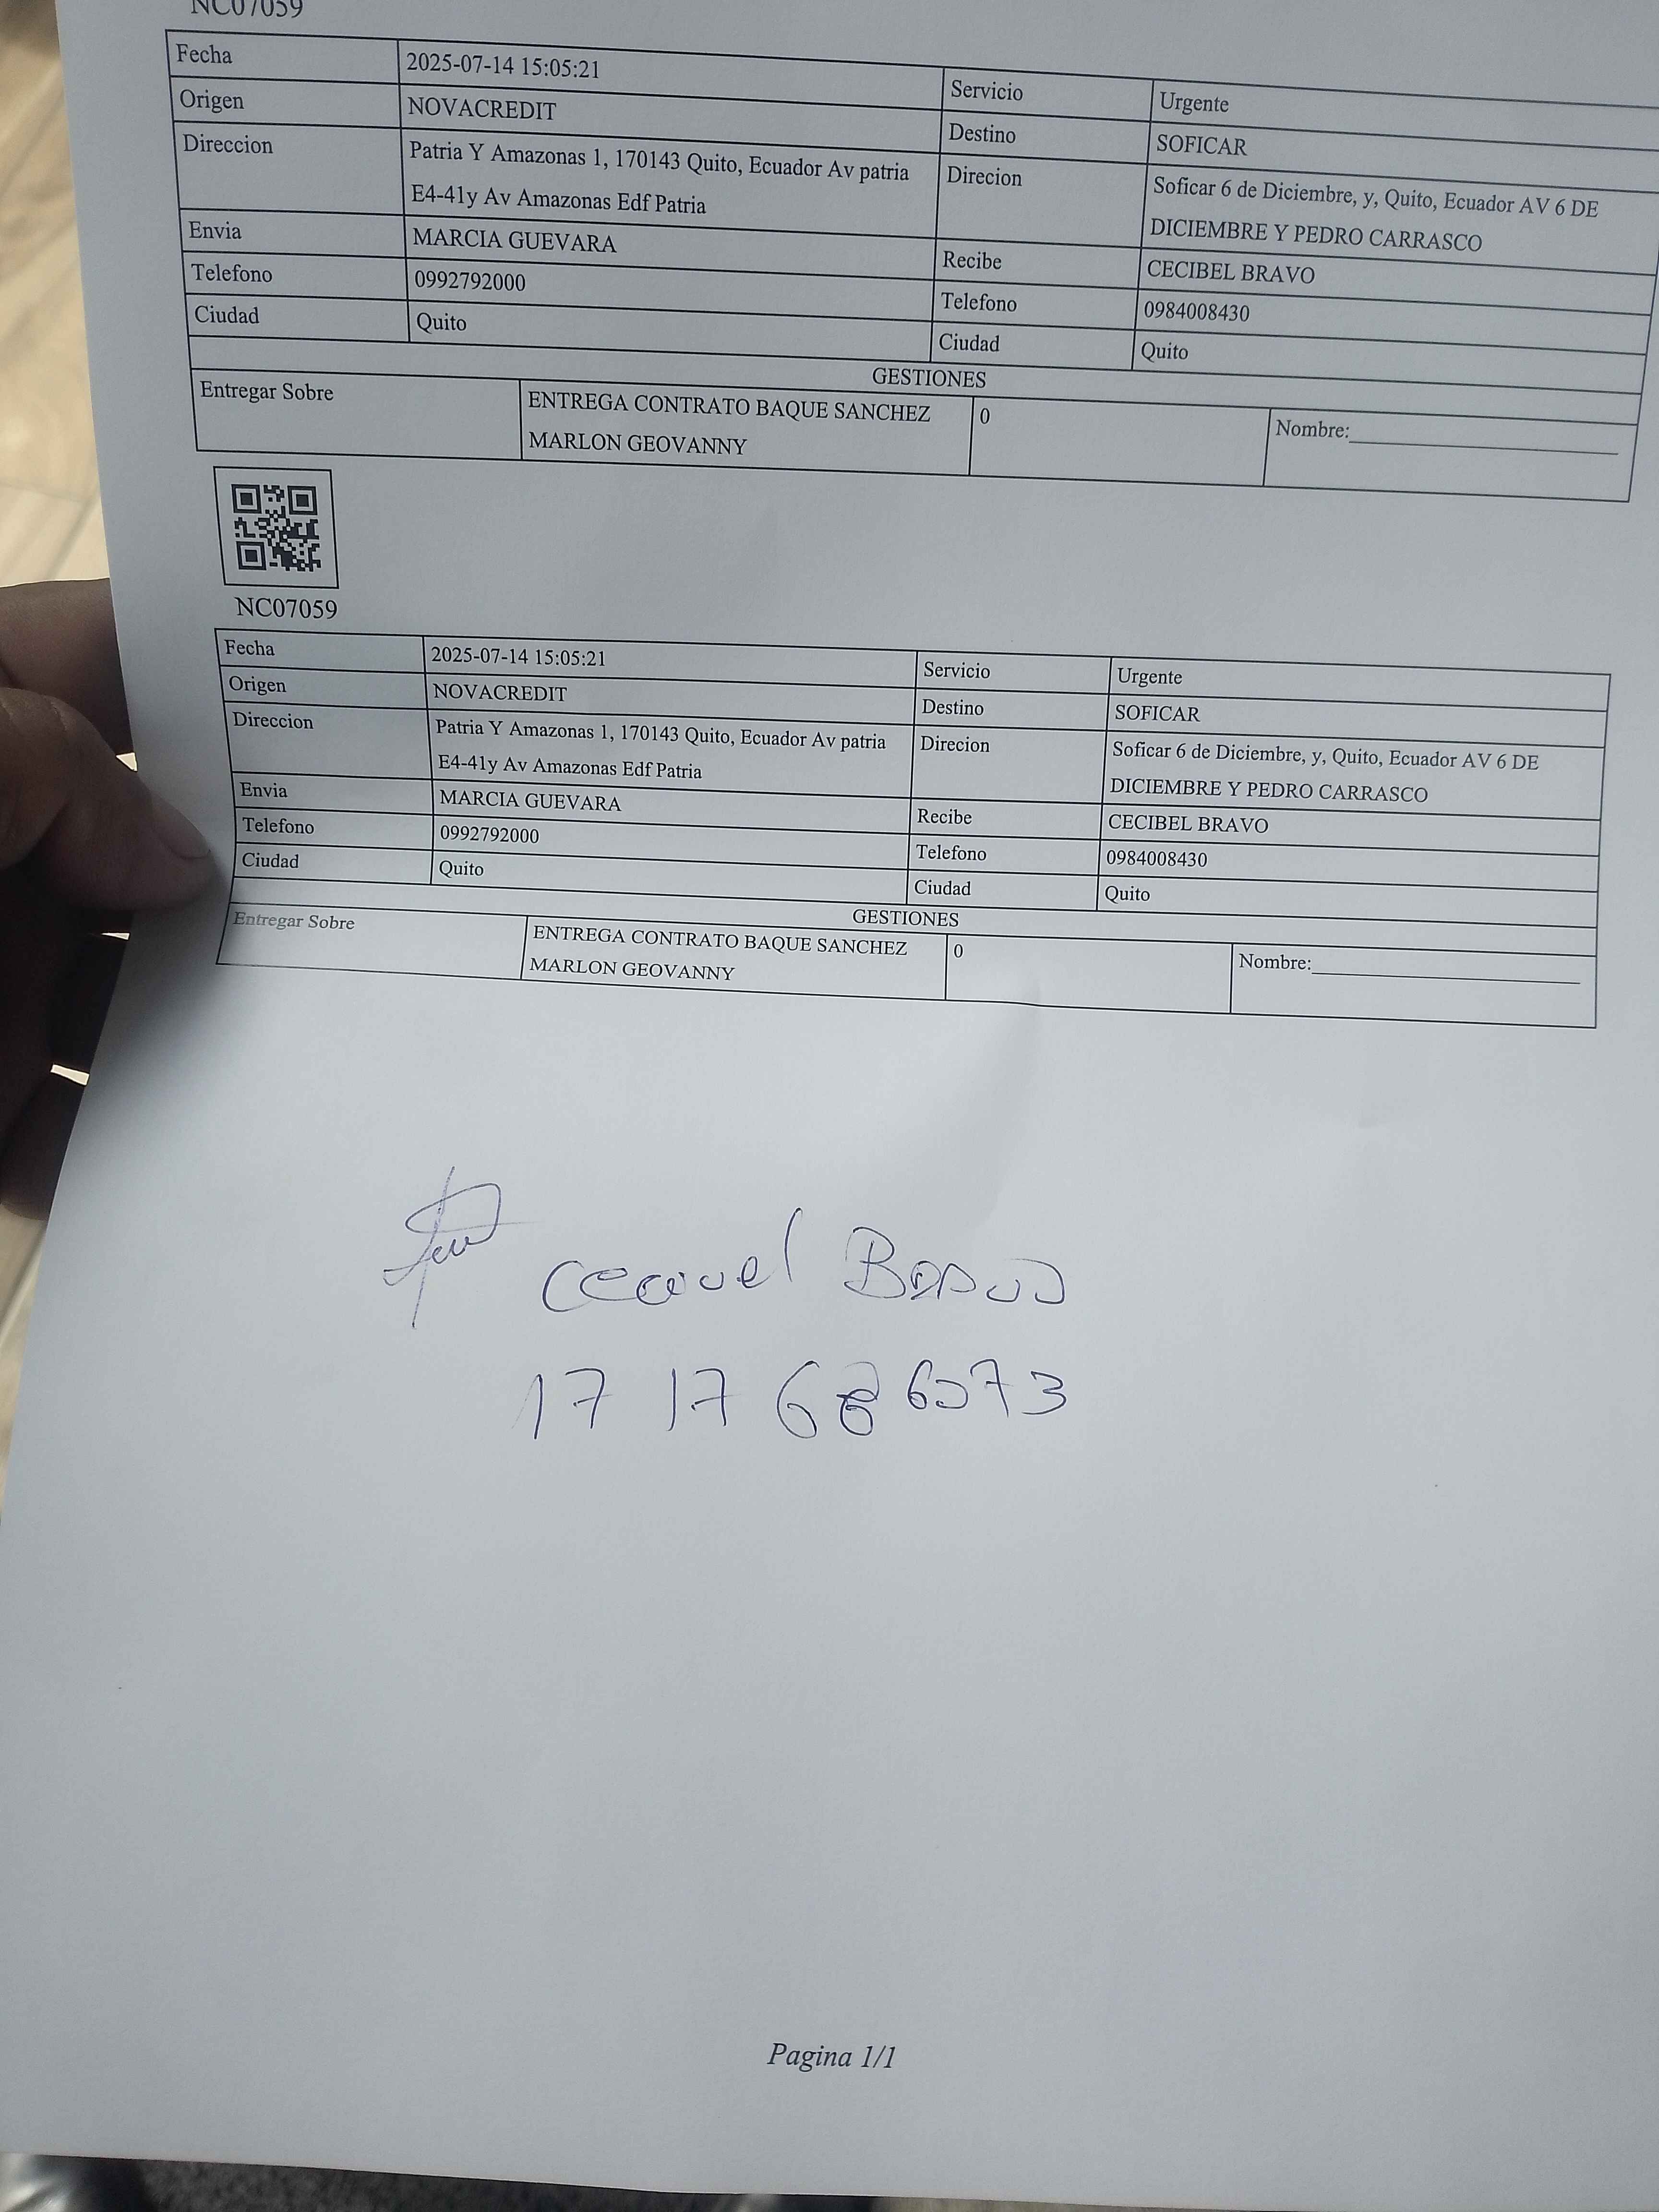 NC07059
Fecha 2025-07-14 15:05:21 Servicio Urgente
Origen NOVACREDIT Destino SOFICAR
Direccion Patria Y Amazonas 1, 170143 Quito, Ecuador Av patria Direcion Soficar 6 de Diciembre, y, Quito, Ecuador AV 6 DE
E4-41y Av Amazonas Edf Patria DICIEMBRE Y PEDRO CARRASCO
Envia MARCIA GUEVARA Recibe CECIBEL BRAVO
Telefono 0992792000 Telefono 0984008430
Ciudad Quito Ciudad Quito
GESTIONES
Entregar Sobre ENTREGA CONTRATO BAQUE SANCHEZ 0 Nombre:
MARLON GEOVANNY
NC07059
Fecha 2025-07-14 15:05:21 Servicio Urgente
Origen NOVACREDIT Destino SOFICAR
Direccion Patria Y Amazonas 1, 170143 Quito, Ecuador Av patria Direcion Soficar 6 de Diciembre, y, Quito, Ecuador AV 6 DE
E4-41y Av Amazonas Edf Patria DICIEMBRE Y PEDRO CARRASCO
Envia MARCIA GUEVARA Recibe CECIBEL BRAVO
Telefono 0992792000 Telefono 0984008430
Ciudad Quito Ciudad Quito
GESTIONES
Entregar Sobre ENTREGA CONTRATO BAQUE SANCHEZ 0 Nombre:
MARLON GEOVANNY
Bravo
Pagina 1/1